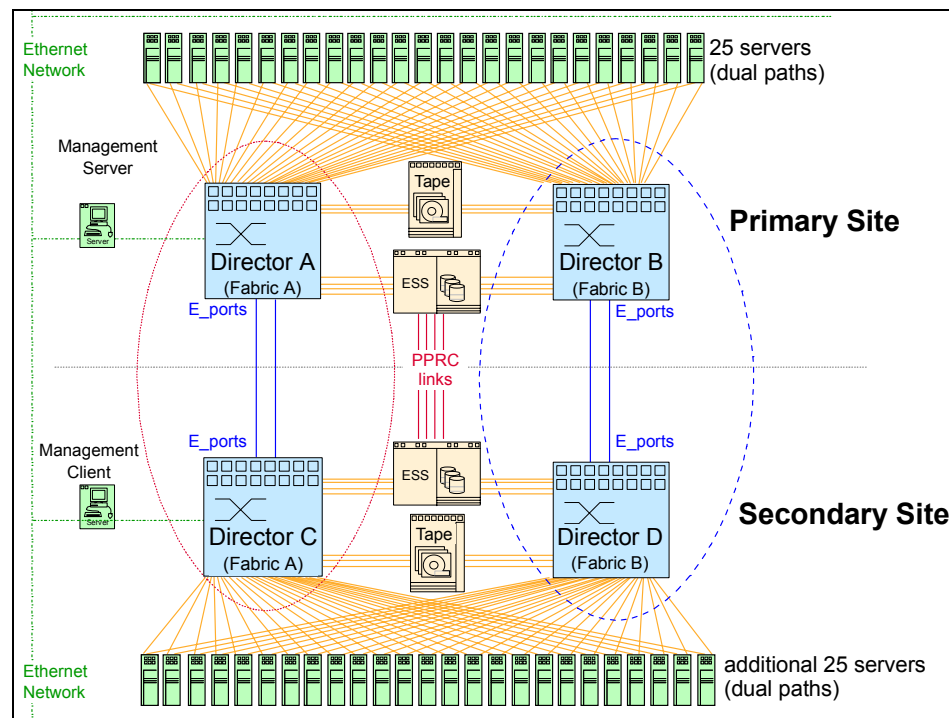 Ethernet
Network
25 servers
(dual paths)
Management
Server
Server
Tape
Primary Site
Director A
(Fabric A)
ESS
Director B
(Fabric B)
E_ports
E_ports
PPRC
links
E_ports
E_ports
Management
Client
Server
ESS
Director C
(Fabric A)
Tape
Director D
(Fabric B)
Secondary Site
Ethernet
Network
additional 25 servers
(dual paths)